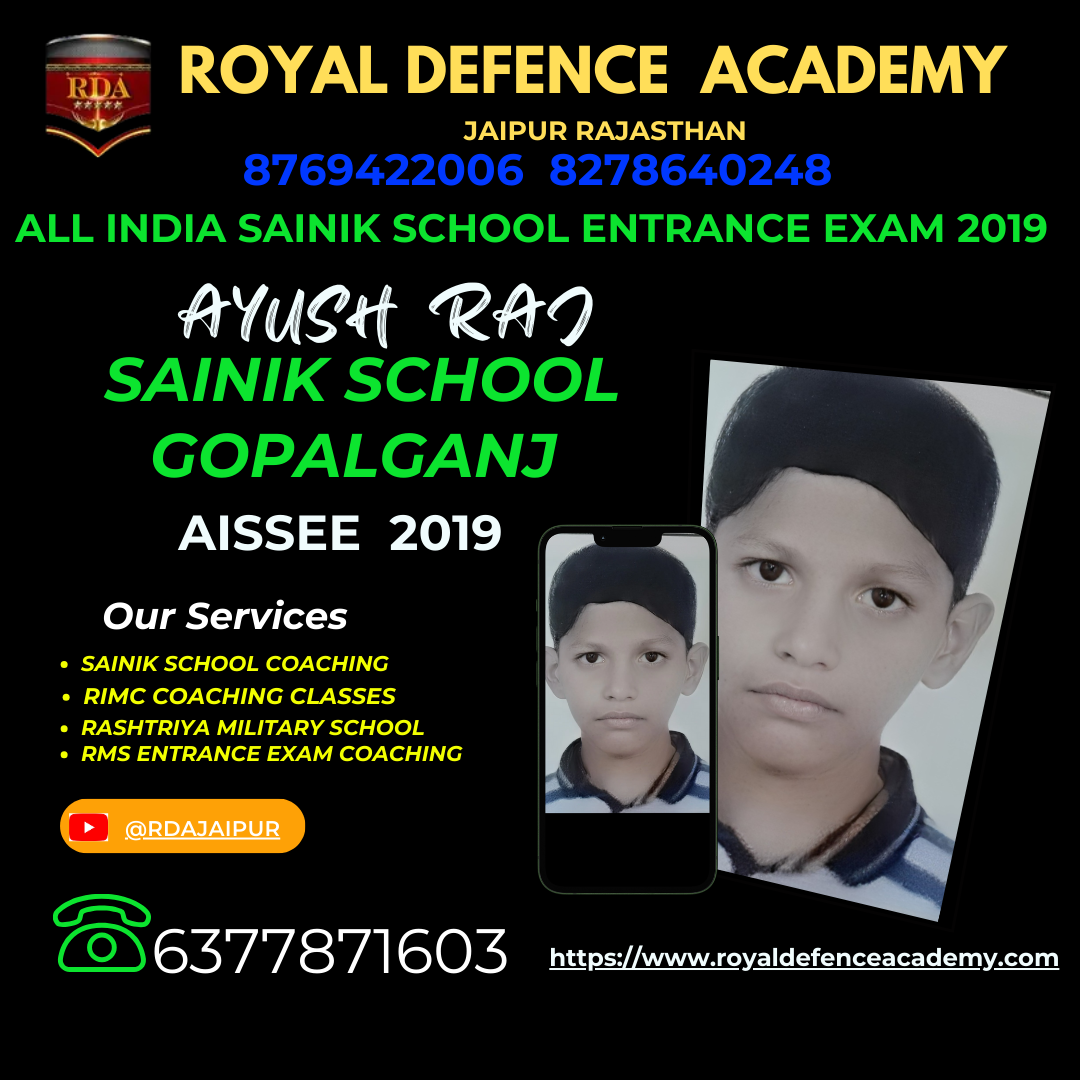 RDA
ROYAL DEFENCE ACADEMY
JAIPUR RAJASTHAN
8769422006 8278640248
ALL INDIA SAINIK SCHOOL ENTRANCE EXAM 2019
AYUSH RAJ
SAINIK SCHOOL
GOPALGANJ
AISSEE 2019
Our Services
• SAINIK SCHOOL COACHING
• RIMC COACHING CLASSES
• RASHTRIYA MILITARY SCHOOL
• RMS ENTRANCE EXAM COACHING
@RDAJAIPUR
6377871603
https://www.royaldefenceacademy.com